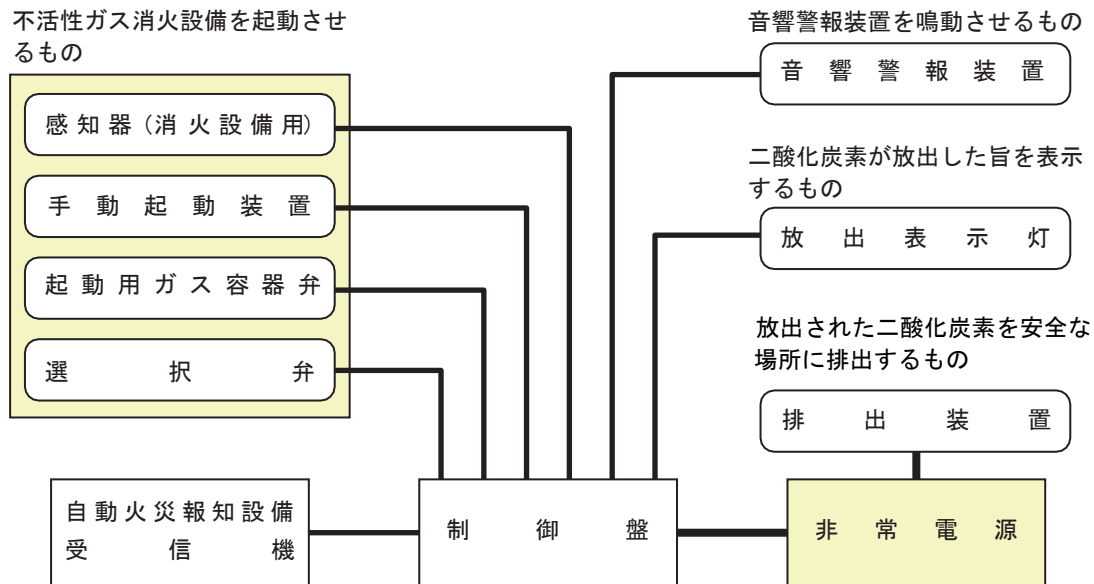 不活性ガス消火設備を起動させ
るもの
感知器(消火設備用)
手動起動装置
起動用ガス容器弁
選択弁
音響警報装置を鳴動させるもの
音響警報装置
二酸化炭素が放出した旨を表示
するもの
放出表示灯
放出された二酸化炭素を安全な
場所に排出するもの
排出装置
自動火災報知設備
受信機
制御盤
非常電源